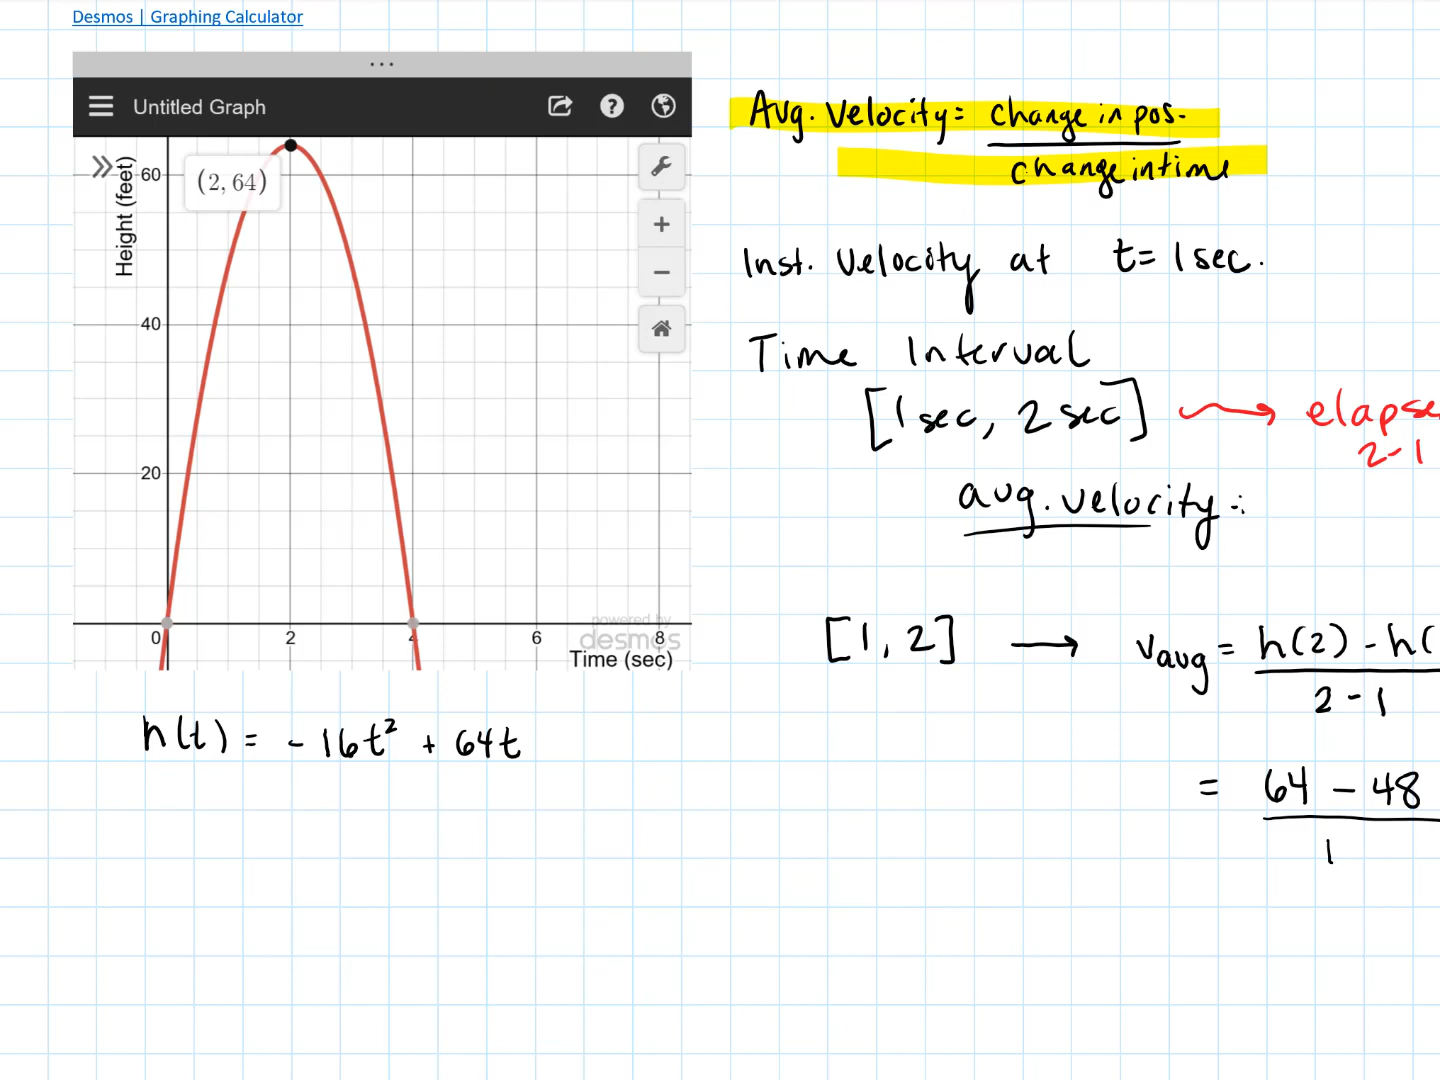 Desmos | Graphing Calculator
...
Untitled Graph
Height (feet)
60
(2, 64)
40
20
0
2
4
6
8
powered by
desmos
Time (sec)
h(t) = -16t² + 64t
Avg. Velocity = change in pos.
change in time
Inst. Velocity at t = 1 sec.
Time Interval
[1 sec, 2 sec] → elapse
2-1
avg. velocity:
[1, 2] → vavg = h(2) - h(
2 - 1
= 64 - 48
1